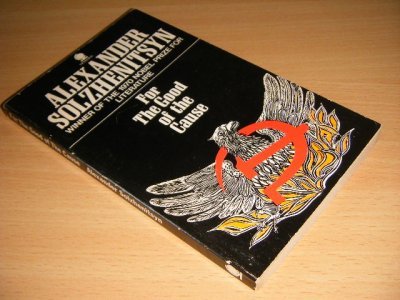 ALEXANDER
SOLZHENITSYN
WINNER OF THE 1970 NOBEL PRIZE FOR
LITERATURE
For
The Good
of the
Cause